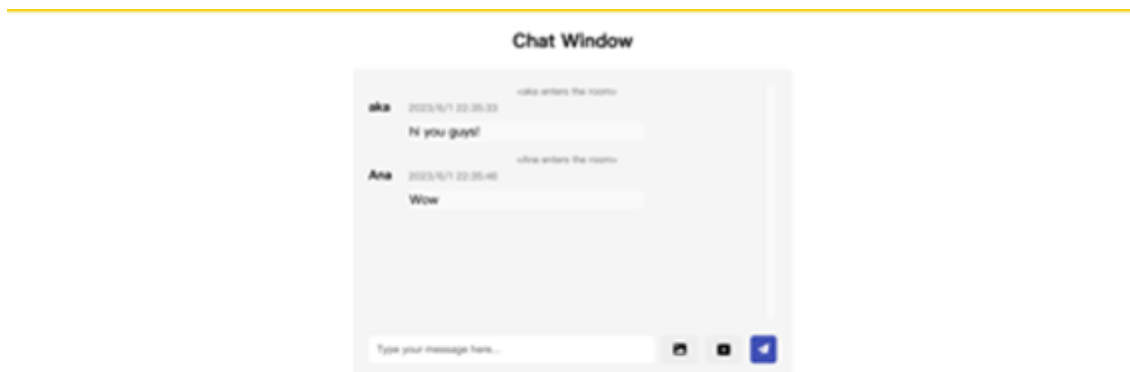 Chat Window
<aka enters the room>
aka 2023/6/1 22:35:33
hi you guys!
<Ana enters the room>
Ana 2023/6/1 22:35:46
Wow
Type your message here...